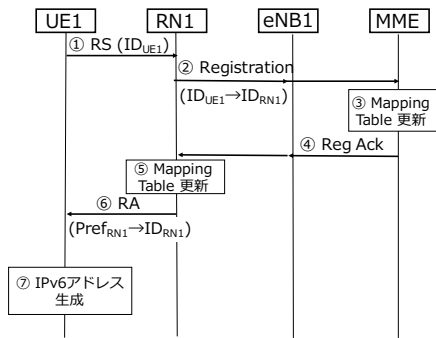 UE1 RN1 eNB1 MME
① RS (ID_UE1)
② Registration
(ID_UE1→ID_RN1)
③ Mapping
Table 更新
④ Reg Ack
⑤ Mapping
Table 更新
⑥ RA
(Pref_RN1→ID_RN1)
⑦ IPv6アドレス
生成